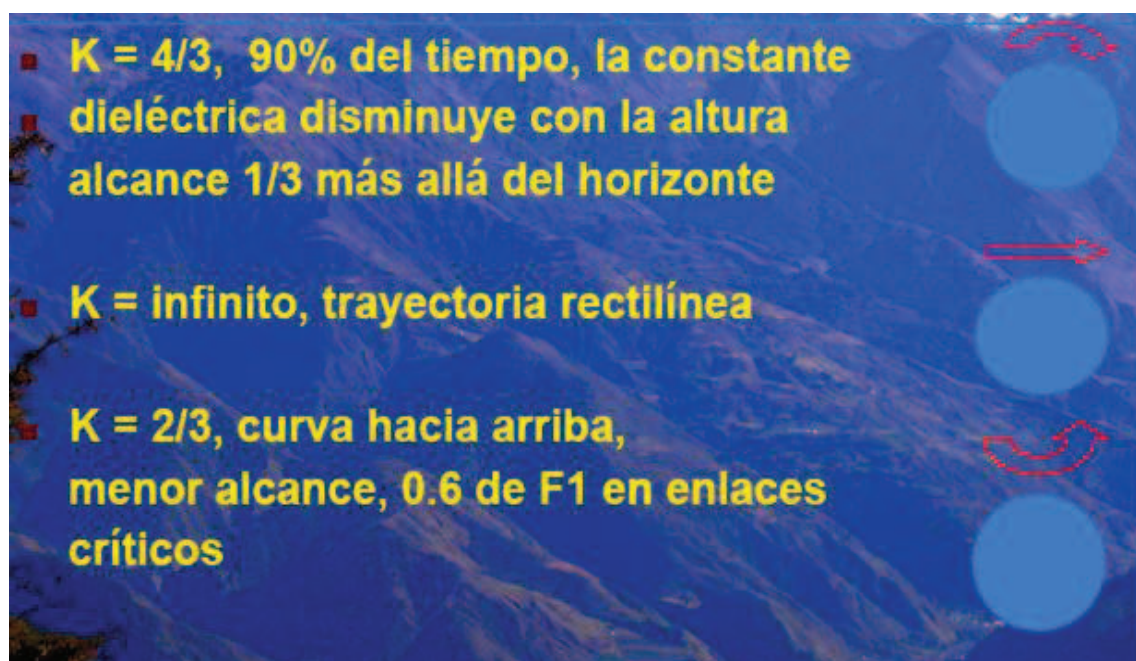 K = 4/3, 90% del tiempo, la constante
dieléctrica disminuye con la altura
alcance 1/3 más allá del horizonte
K = infinito, trayectoria rectilínea
K = 2/3, curva hacia arriba,
menor alcance, 0.6 de F1 en enlaces
críticos